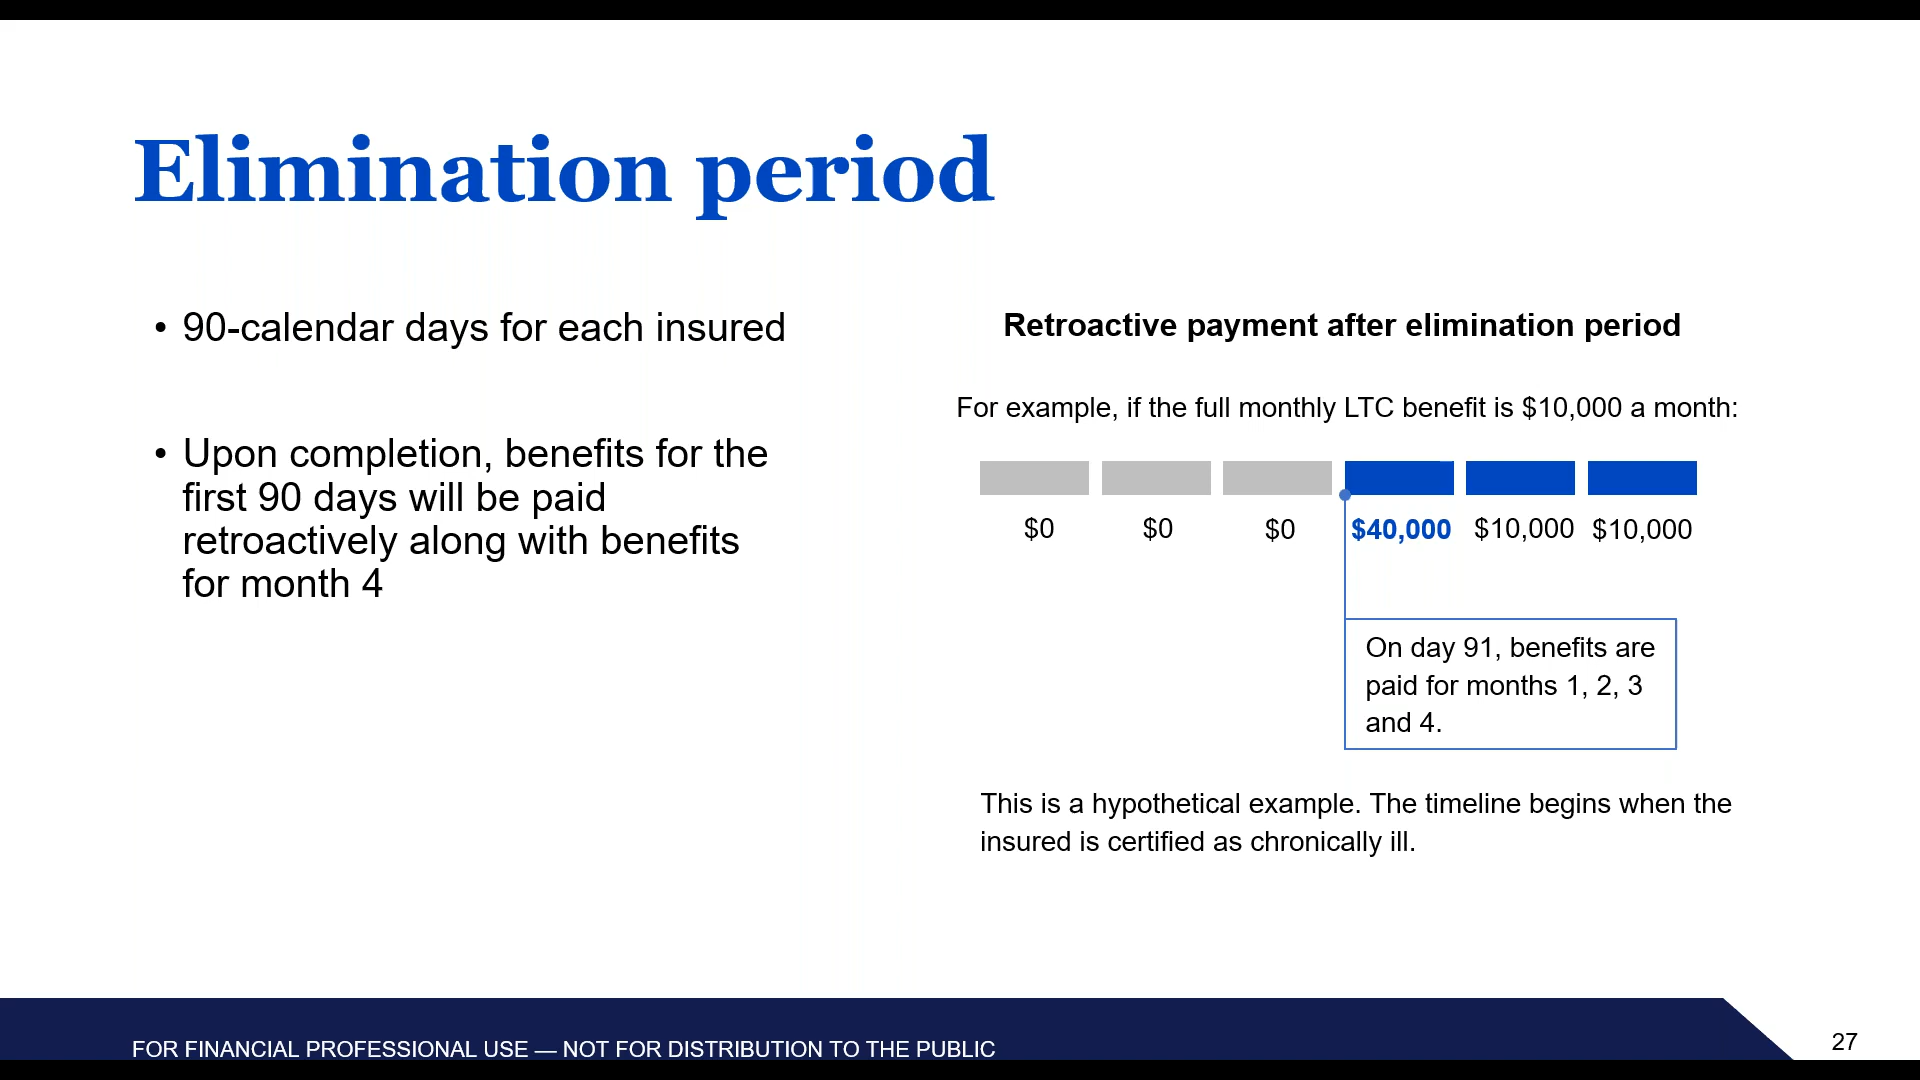 Elimination period
• 90-calendar days for each insured
• Upon completion, benefits for the
first 90 days will be paid
retroactively along with benefits
for month 4
Retroactive payment after elimination period
For example, if the full monthly LTC benefit is $10,000 a month:
$0 $0 $0 $40,000 $10,000 $10,000
On day 91, benefits are
paid for months 1, 2, 3
and 4.
This is a hypothetical example. The timeline begins when the
insured is certified as chronically ill.
FOR FINANCIAL PROFESSIONAL USE — NOT FOR DISTRIBUTION TO THE PUBLIC
27